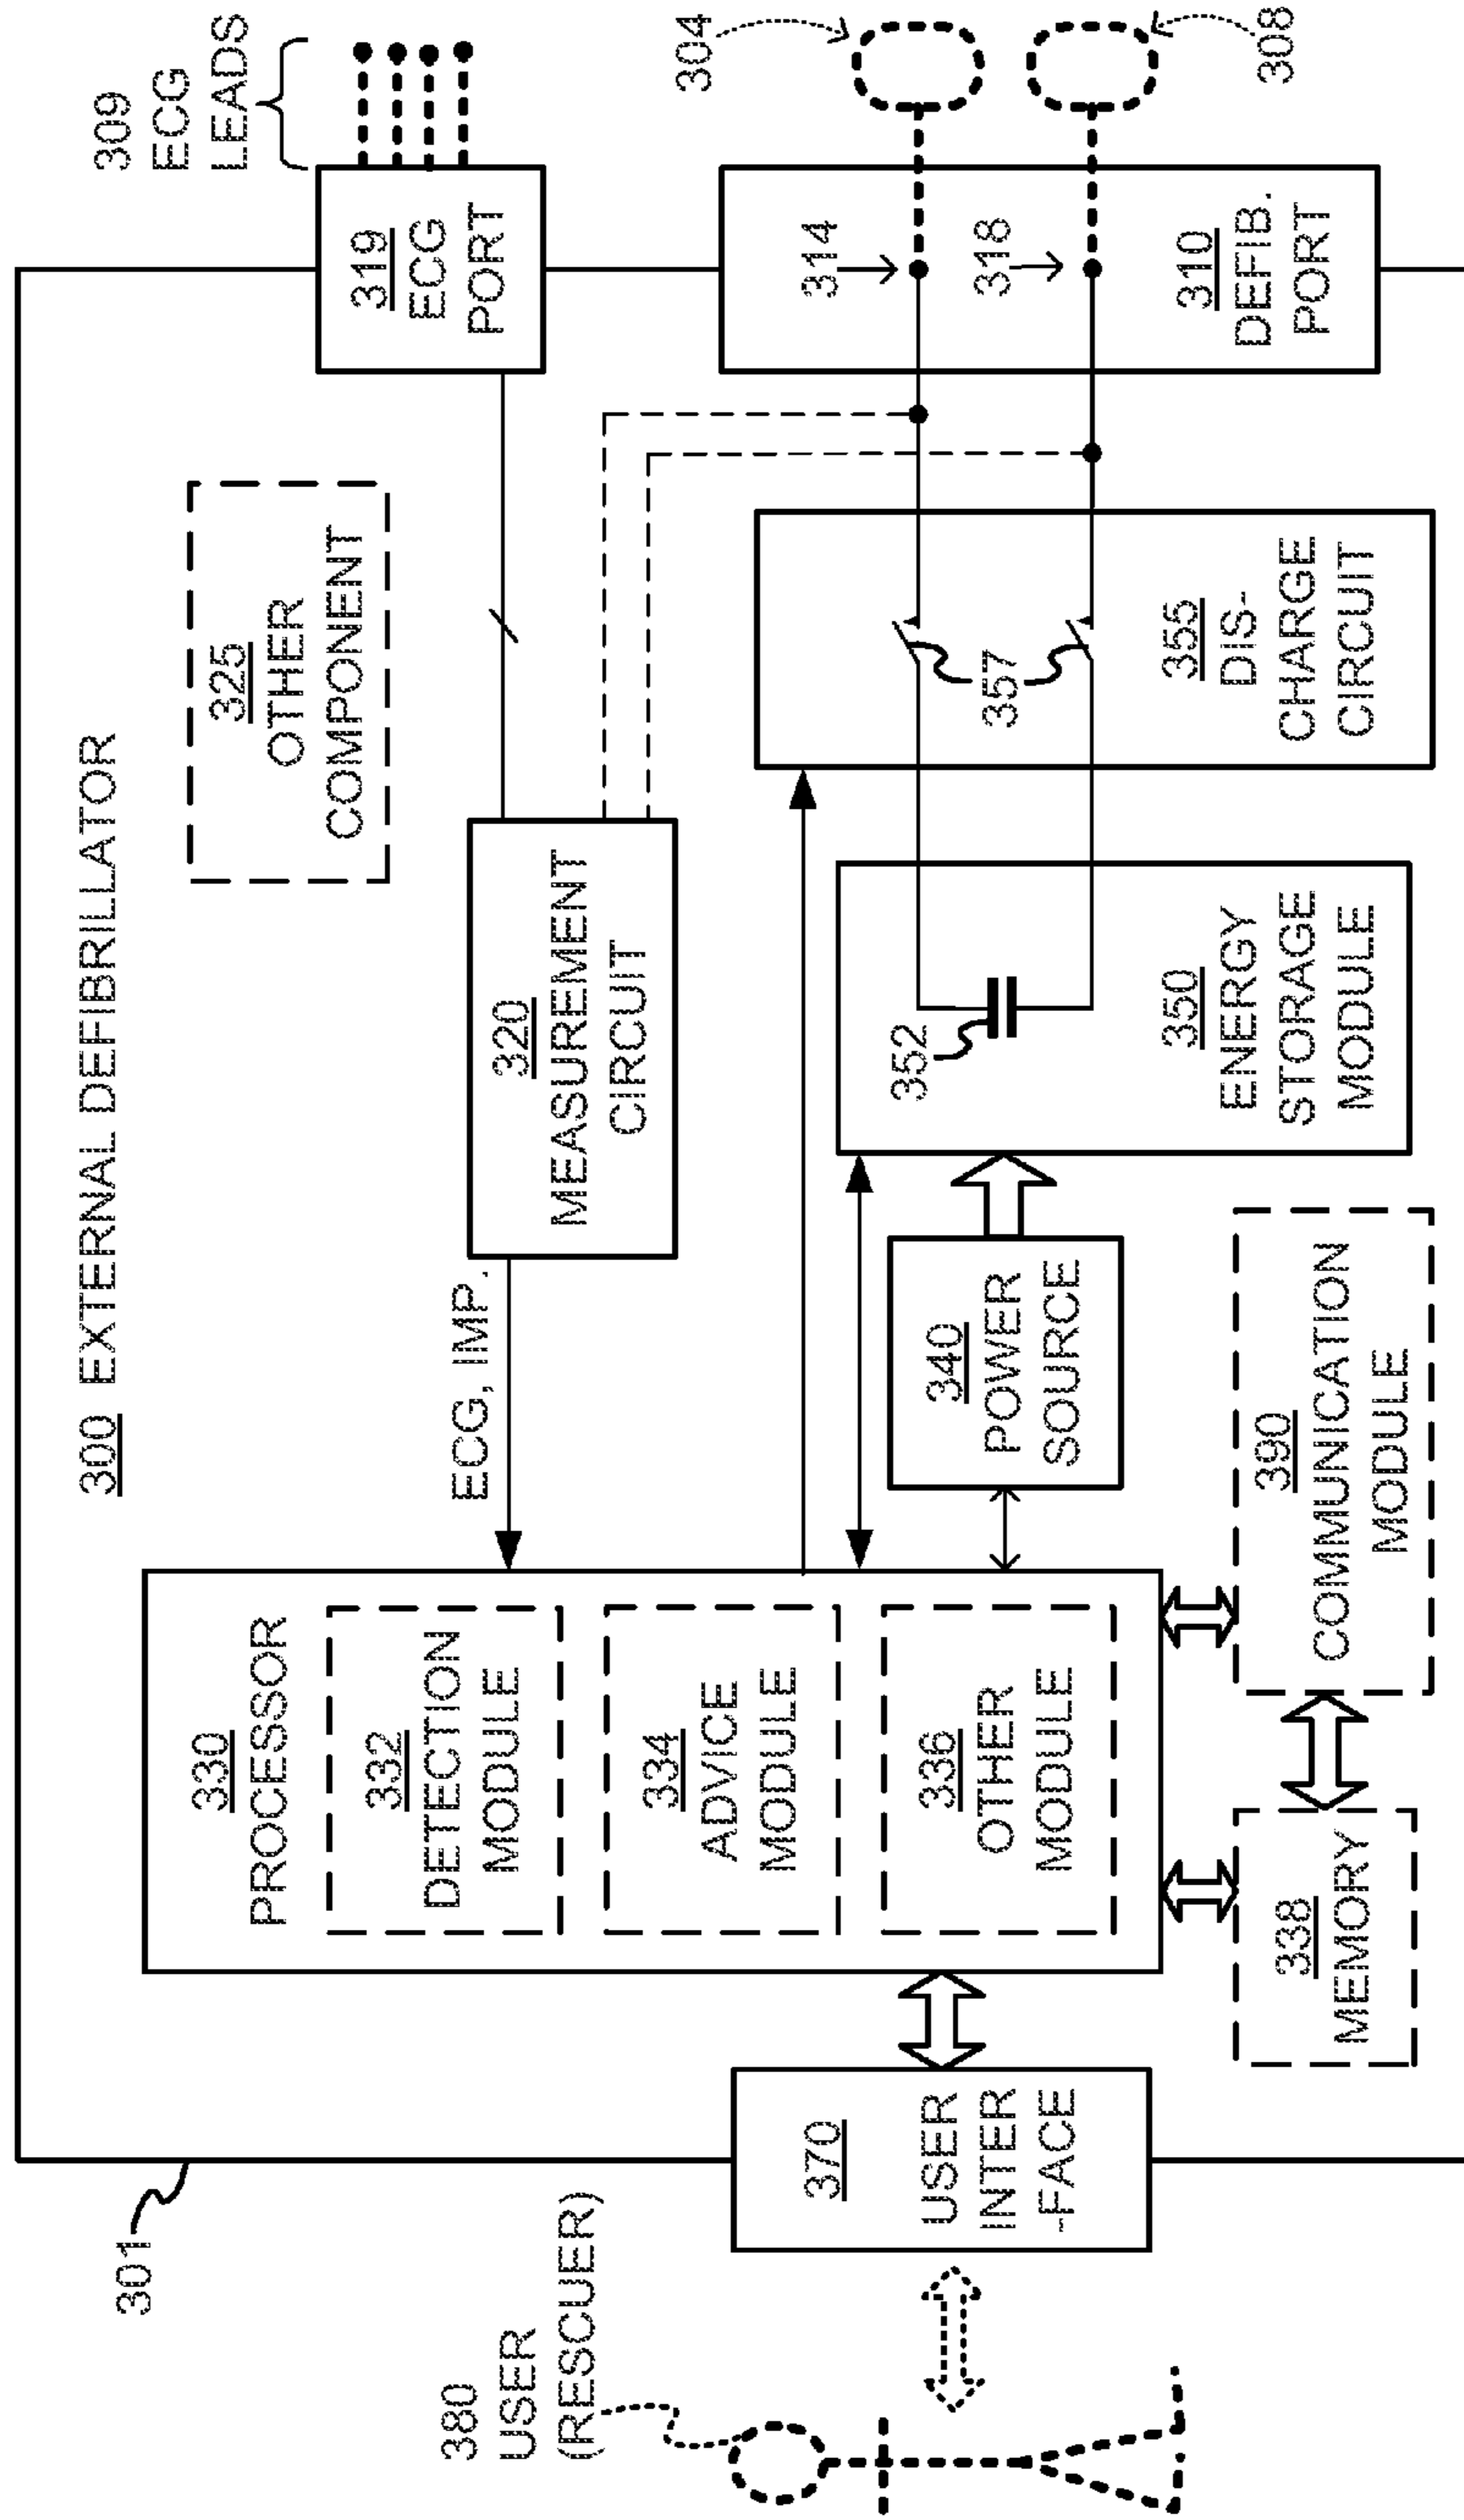 300 EXTERNAL DEFIBRILLATOR
301
380
USER
(RESCUER)
370
USER
INTER
-FACE
330
PROCESSOR
332
DETECTION
MODULE
334
ADVICE
MODULE
336
OTHER
MODULE
338
MEMORY
390
COMMUNICATION
MODULE
ECG, IMP.
340
POWER
SOURCE
320
MEASUREMENT
CIRCUIT
352
350
ENERGY
STORAGE
MODULE
325
OTHER
COMPONENT
357
355
DIS-
CHARGE
CIRCUIT
319
ECG
PORT
309
ECG
LEADS
314
318
310
DEFIB.
PORT
304
308